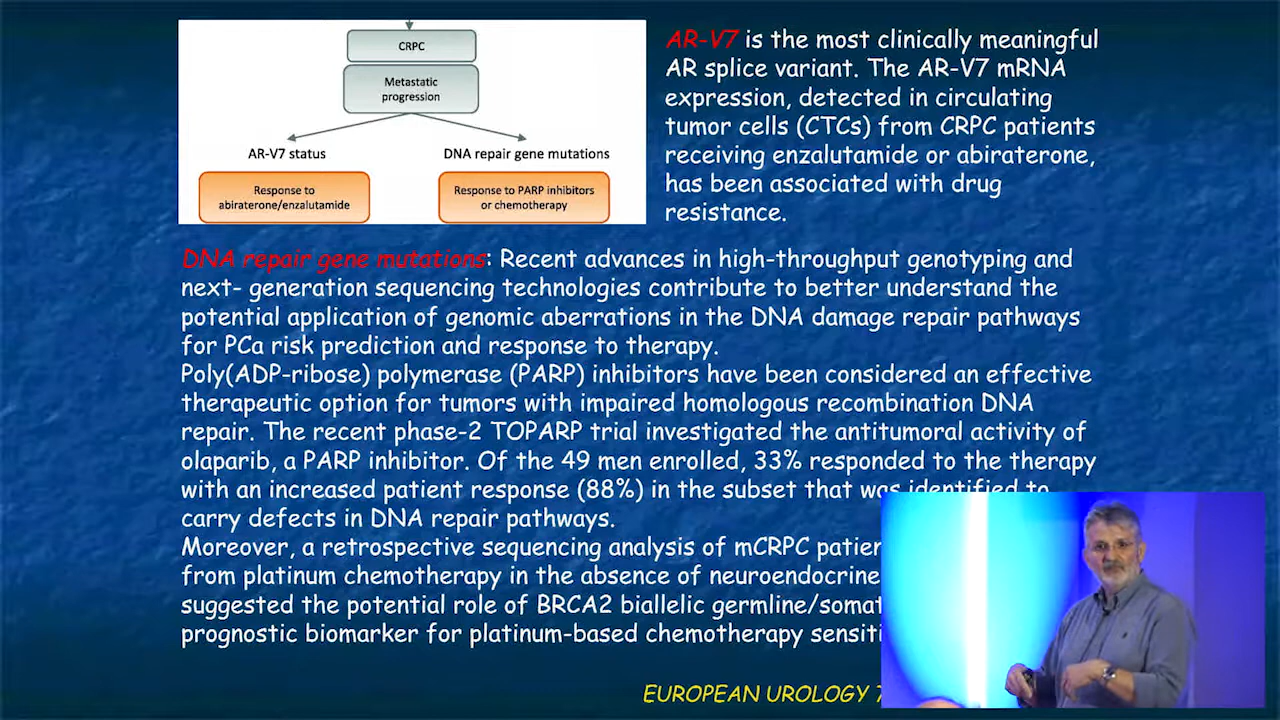 CRPC
Metastatic
progression
AR-V7 status
DNA repair gene mutations
Response to
abiraterone/enzalutamide
Response to PARP inhibitors
or chemotherapy
AR-V7 is the most clinically meaningful
AR splice variant. The AR-V7 mRNA
expression, detected in circulating
tumor cells (CTCs) from CRPC patients
receiving enzalutamide or abiraterone,
has been associated with drug
resistance.
DNA repair gene mutations: Recent advances in high-throughput genotyping and
next- generation sequencing technologies contribute to better understand the
potential application of genomic aberrations in the DNA damage repair pathways
for PCa risk prediction and response to therapy.
Poly(ADP-ribose) polymerase (PARP) inhibitors have been considered an effective
therapeutic option for tumors with impaired homologous recombination DNA
repair. The recent phase-2 TOPARP trial investigated the antitumoral activity of
olaparib, a PARP inhibitor. Of the 49 men enrolled, 33% responded to the therapy
with an increased patient response (88%) in the subset that was identified to
carry defects in DNA repair pathways.
Moreover, a retrospective sequencing analysis of mCRPC
from platinum chemotherapy in the absence of neuroendocrine
suggested the potential role of BRCA2 biallelic
prognostic biomarker for platinum-based chemotherapy
EUROPEAN UROLOGY